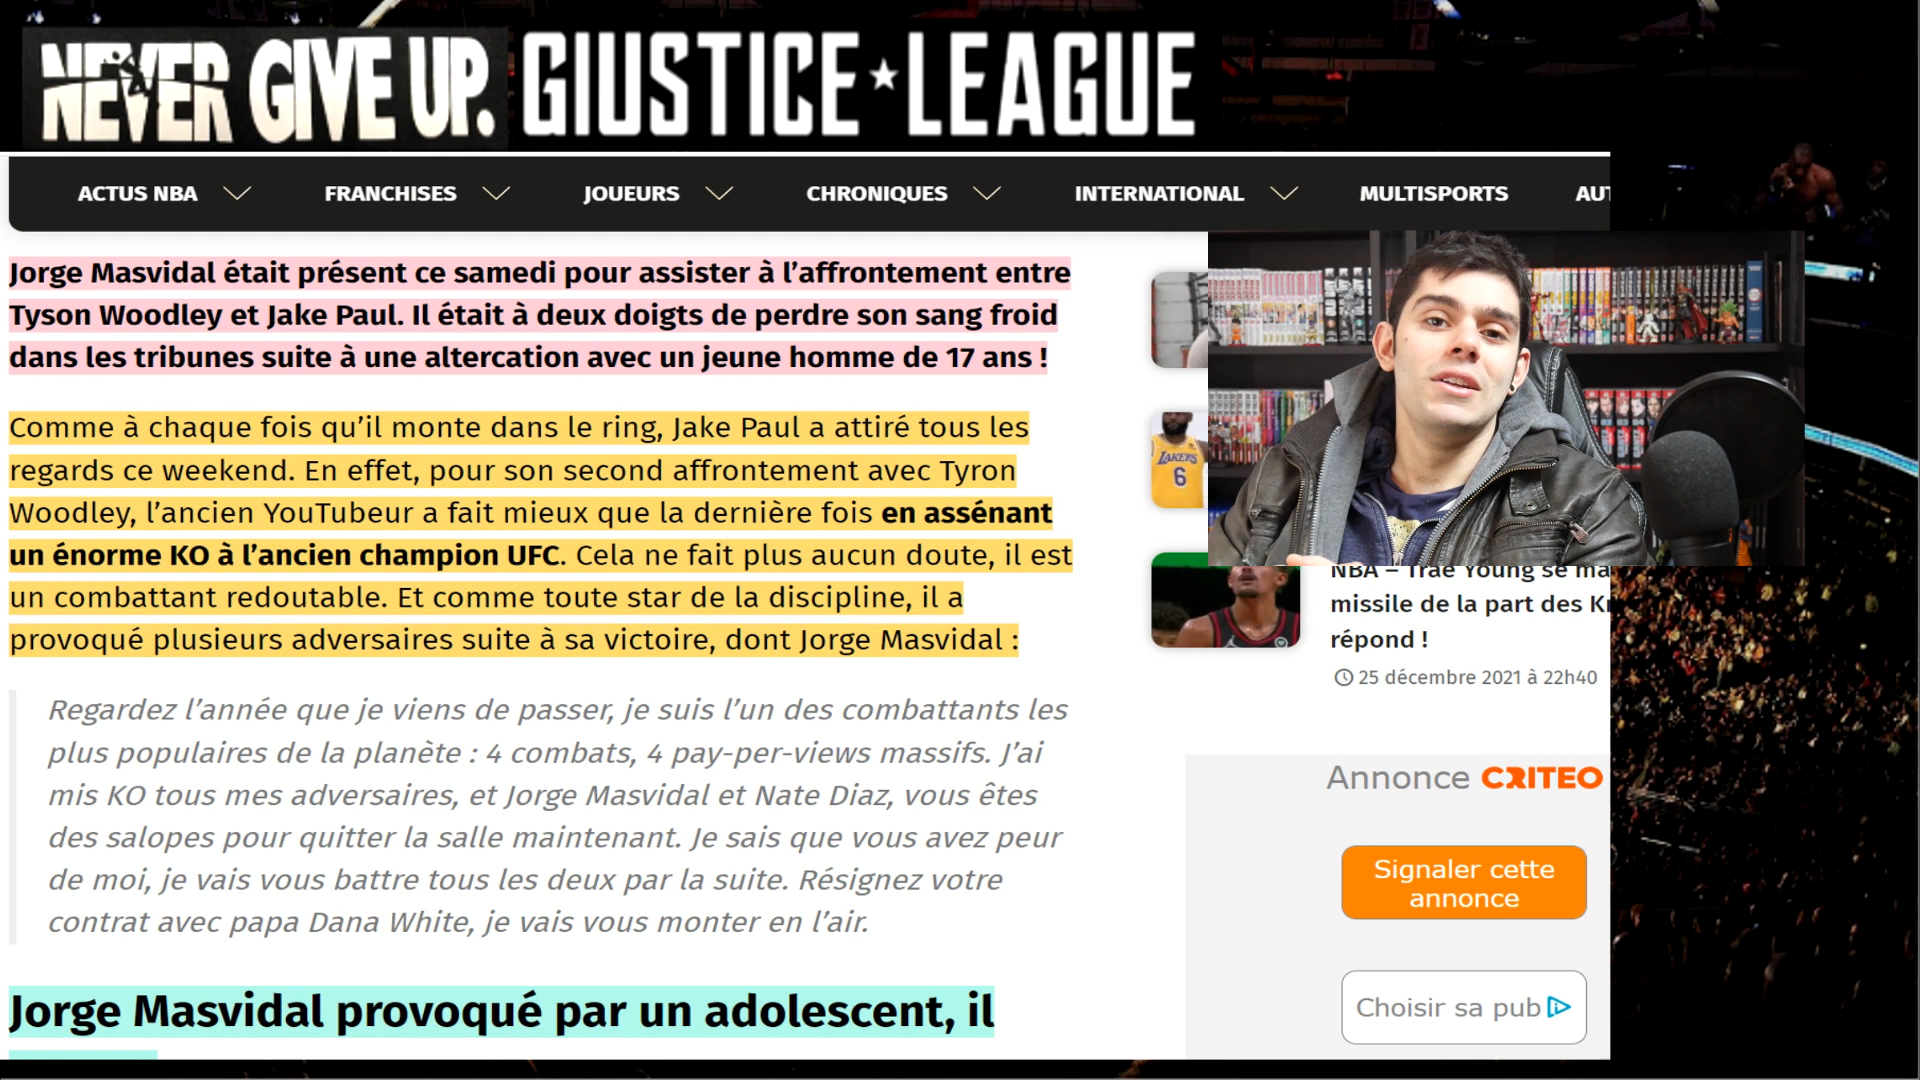 NEVER GIVE UP. GIUSTICE★LEAGUE
ACTUS NBA FRANCHISES JOUEURS CHRONIQUES INTERNATIONAL MULTISPORTS AUT
Jorge Masvidal était présent ce samedi pour assister à l’affrontement entre
Tyson Woodley et Jake Paul. Il était à deux doigts de perdre son sang froid
dans les tribunes suite à une altercation avec un jeune homme de 17 ans !
Comme à chaque fois qu’il monte dans le ring, Jake Paul a attiré tous les
regards ce weekend. En effet, pour son second affrontement avec Tyron
Woodley, l’ancien YouTubeur a fait mieux que la dernière fois en assénant
un énorme KO à l’ancien champion UFC. Cela ne fait plus aucun doute, il est
un combattant redoutable. Et comme toute star de la discipline, il a
provoqué plusieurs adversaires suite à sa victoire, dont Jorge Masvidal :
Regardez l’année que je viens de passer, je suis l’un des combattants les
plus populaires de la planète : 4 combats, 4 pay-per-views massifs. J’ai
mis KO tous mes adversaires, et Jorge Masvidal et Nate Diaz, vous êtes
des salopes pour quitter la salle maintenant. Je sais que vous avez peur
de moi, je vais vous battre tous les deux par la suite. Résignez votre
contrat avec papa Dana White, je vais vous monter en l’air.
Jorge Masvidal provoqué par un adolescent, il
LAKERS
6
NBA – Trae Young se ma
missile de la part des Kn
répond !
25 décembre 2021 à 22h40
Annonce CRITEO
Signaler cette
annonce
Choisir sa pub